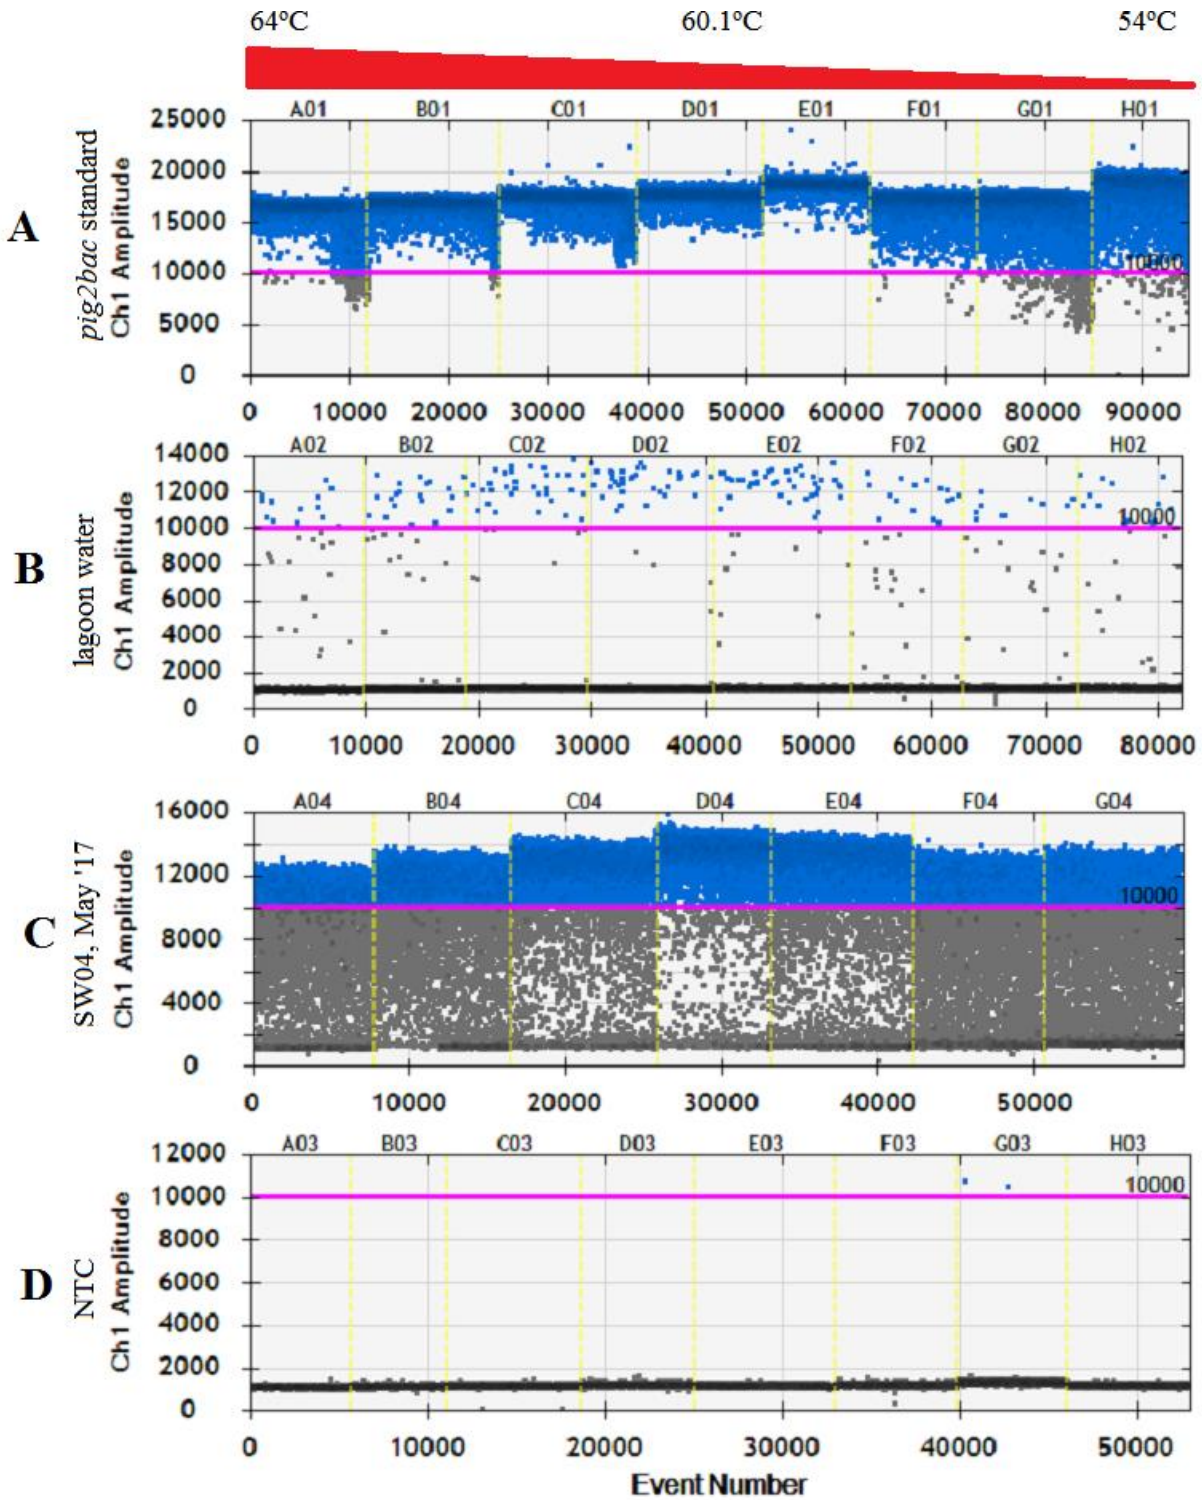 64ºC 60.1ºC 54ºC
A
pig2bac standard
Ch1 Amplitude
A01 B01 C01 D01 E01 F01 G01 H01
25000
20000
15000
10000
5000
0
10000
0 10000 20000 30000 40000 50000 60000 70000 80000 90000
B
lagoon water
Ch1 Amplitude
A02 B02 C02 D02 E02 F02 G02 H02
14000
12000
10000
8000
6000
4000
2000
0
10000
0 10000 20000 30000 40000 50000 60000 70000 80000
C
SW04, May '17
Ch1 Amplitude
A04 B04 C04 D04 E04 F04 G04
16000
12000
8000
4000
0
10000
0 10000 20000 30000 40000 50000
D
NTC
Ch1 Amplitude
A03 B03 C03 D03 E03 F03 G03 H03
12000
10000
8000
6000
4000
2000
0
10000
0 10000 20000 30000 40000 50000
Event Number